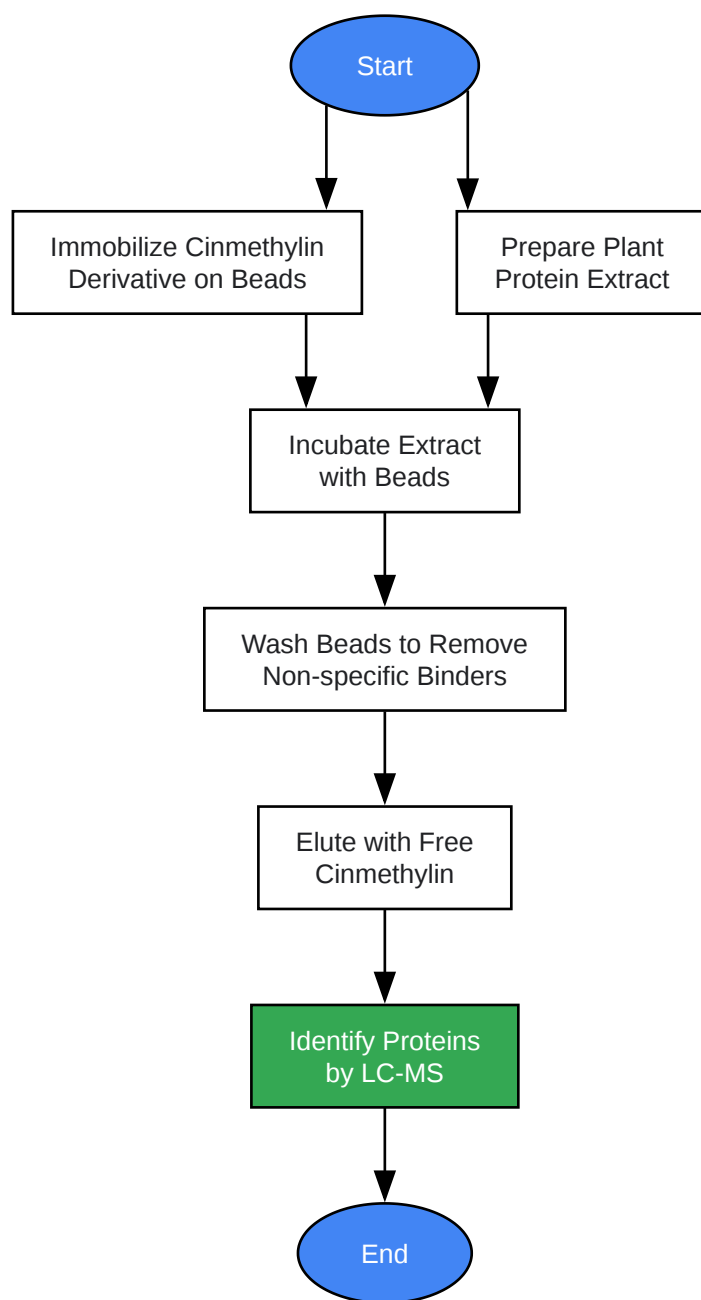 Start
Immobilize Cinmethylin
Derivative on Beads
Prepare Plant
Protein Extract
Incubate Extract
with Beads
Wash Beads to Remove
Non-specific Binders
Elute with Free
Cinmethylin
Identify Proteins
by LC-MS
End